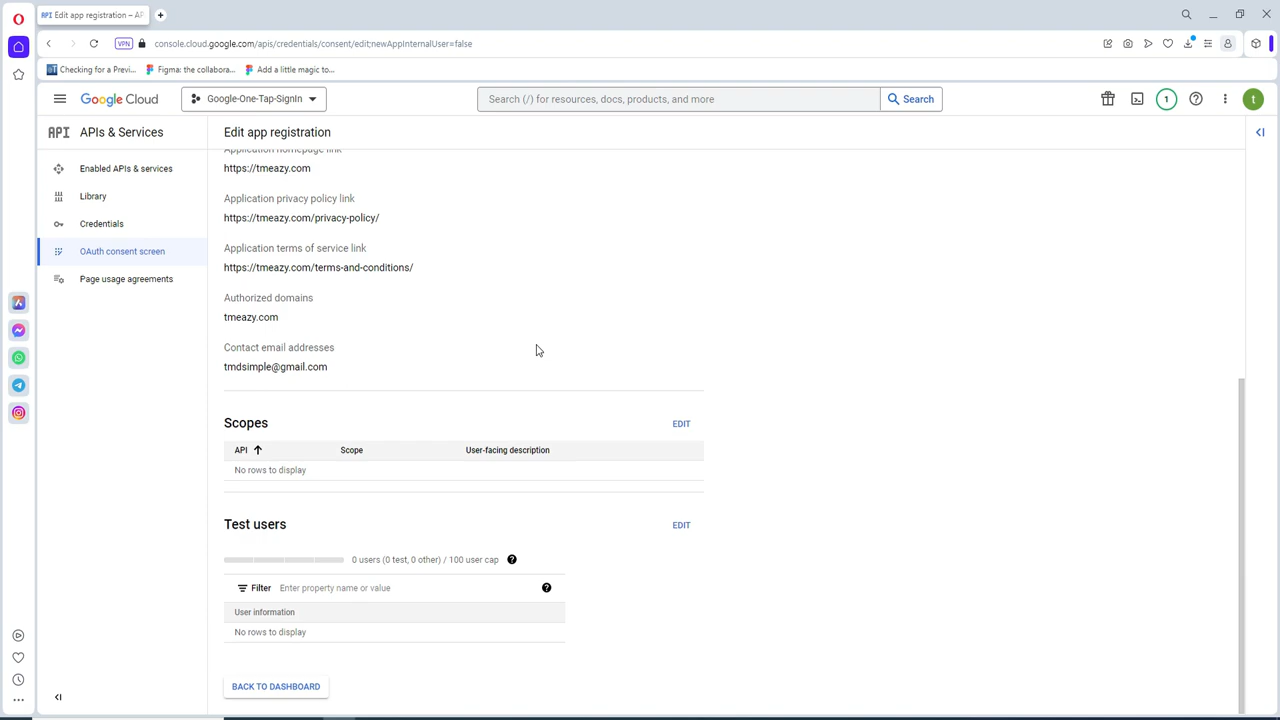 API Edit app registration – AP
VPN console.cloud.google.com/apis/credentials/consent/edit;newAppInternalUser=false
Checking for a Previ...
Figma: the collabora...
Add a little magic to...
Google Cloud
Google-One-Tap-SignIn
Search (/) for resources, docs, products, and more
Search
1
t
API APIs & Services
Edit app registration
Enabled APIs & services
Library
Credentials
OAuth consent screen
Page usage agreements
Application homepage link
https://tmeazy.com
Application privacy policy link
https://tmeazy.com/privacy-policy/
Application terms of service link
https://tmeazy.com/terms-and-conditions/
Authorized domains
tmeazy.com
Contact email addresses
tmdsimple@gmail.com
Scopes
EDIT
API Scope User-facing description
No rows to display
Test users
EDIT
0 users (0 test, 0 other) / 100 user cap
Filter Enter property name or value
User information
No rows to display
BACK TO DASHBOARD